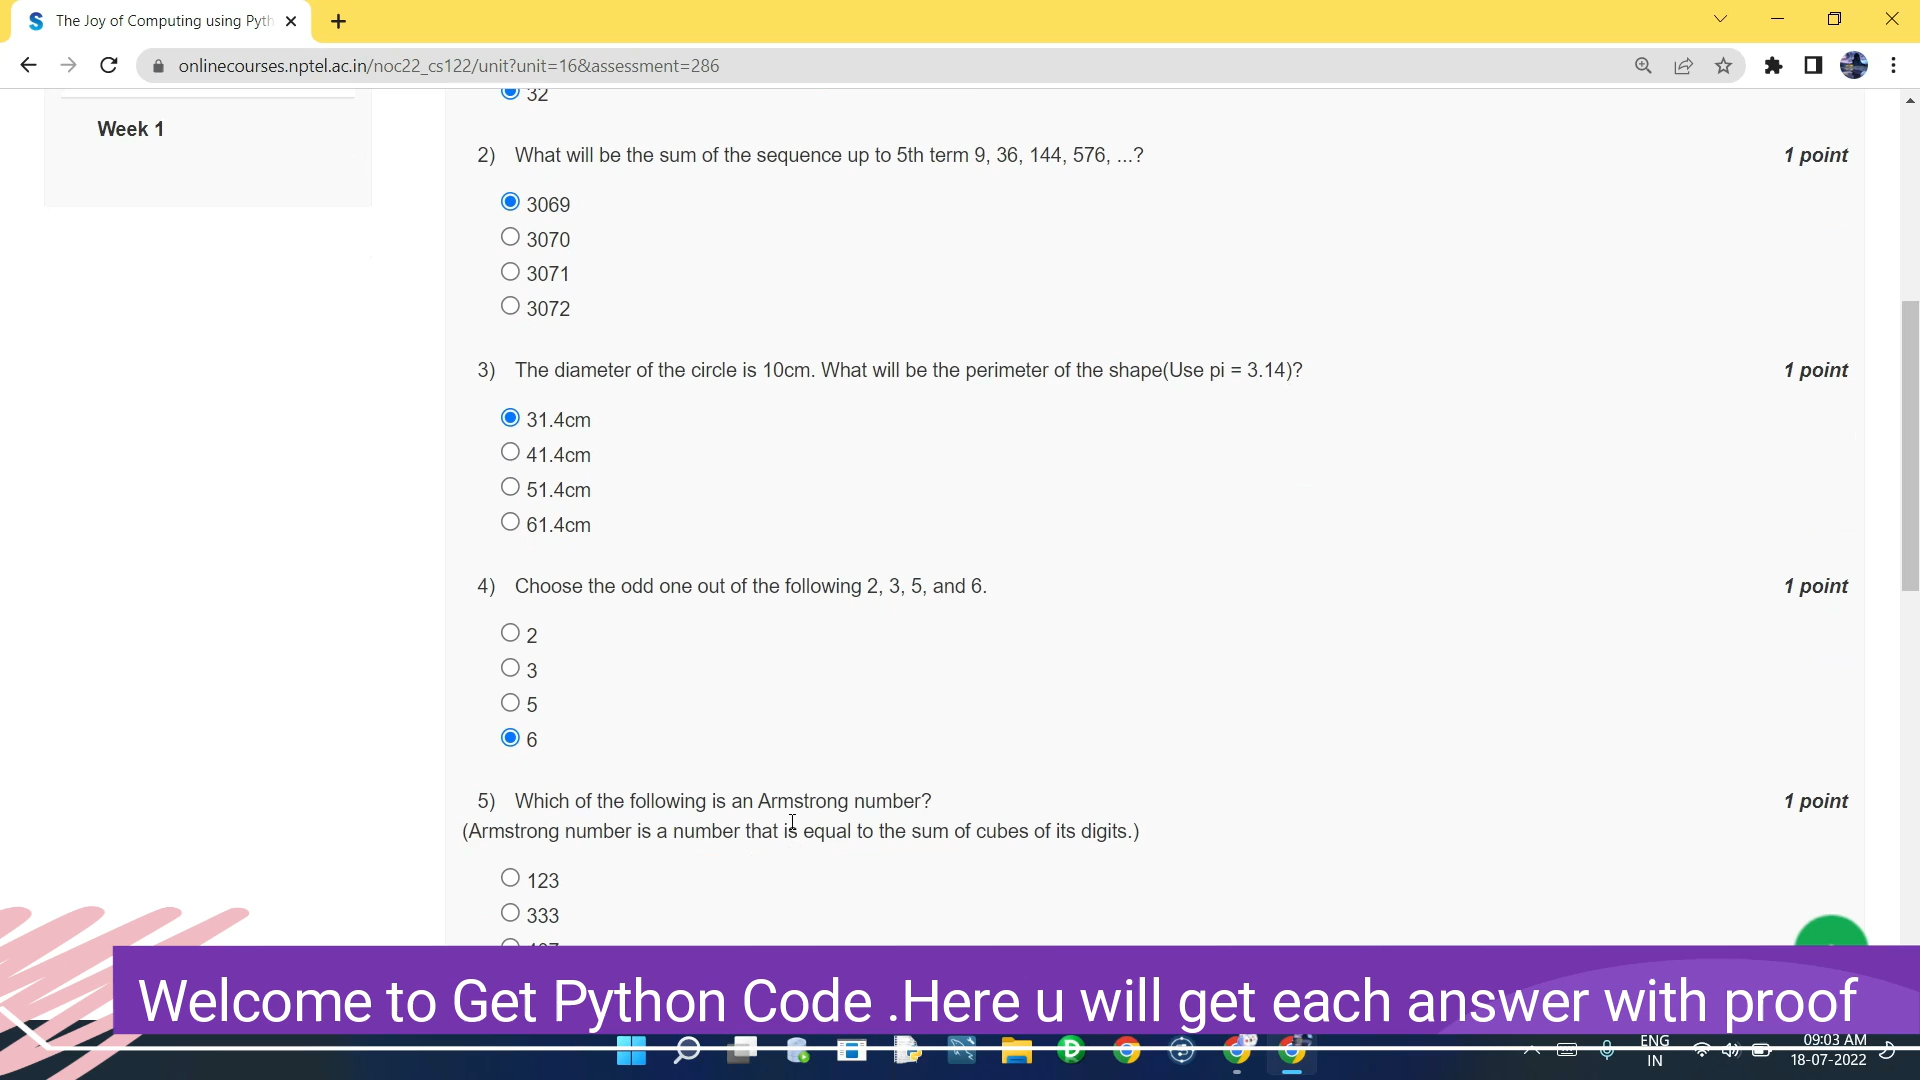 The Joy of Computing using Pyth
onlinecourses.nptel.ac.in/noc22_cs122/unit?unit=16&assessment=286
32
Week 1
2) What will be the sum of the sequence up to 5th term 9, 36, 144, 576, ...? 1 point
3069
3070
3071
3072
3) The diameter of the circle is 10cm. What will be the perimeter of the shape(Use pi = 3.14)? 1 point
31.4cm
41.4cm
51.4cm
61.4cm
4) Choose the odd one out of the following 2, 3, 5, and 6. 1 point
2
3
5
6
5) Which of the following is an Armstrong number? 1 point
(Armstrong number is a number that is equal to the sum of cubes of its digits.)
123
333
Welcome to Get Python Code .Here u will get each answer with proof
ENG
IN
09:03 AM
18-07-2022